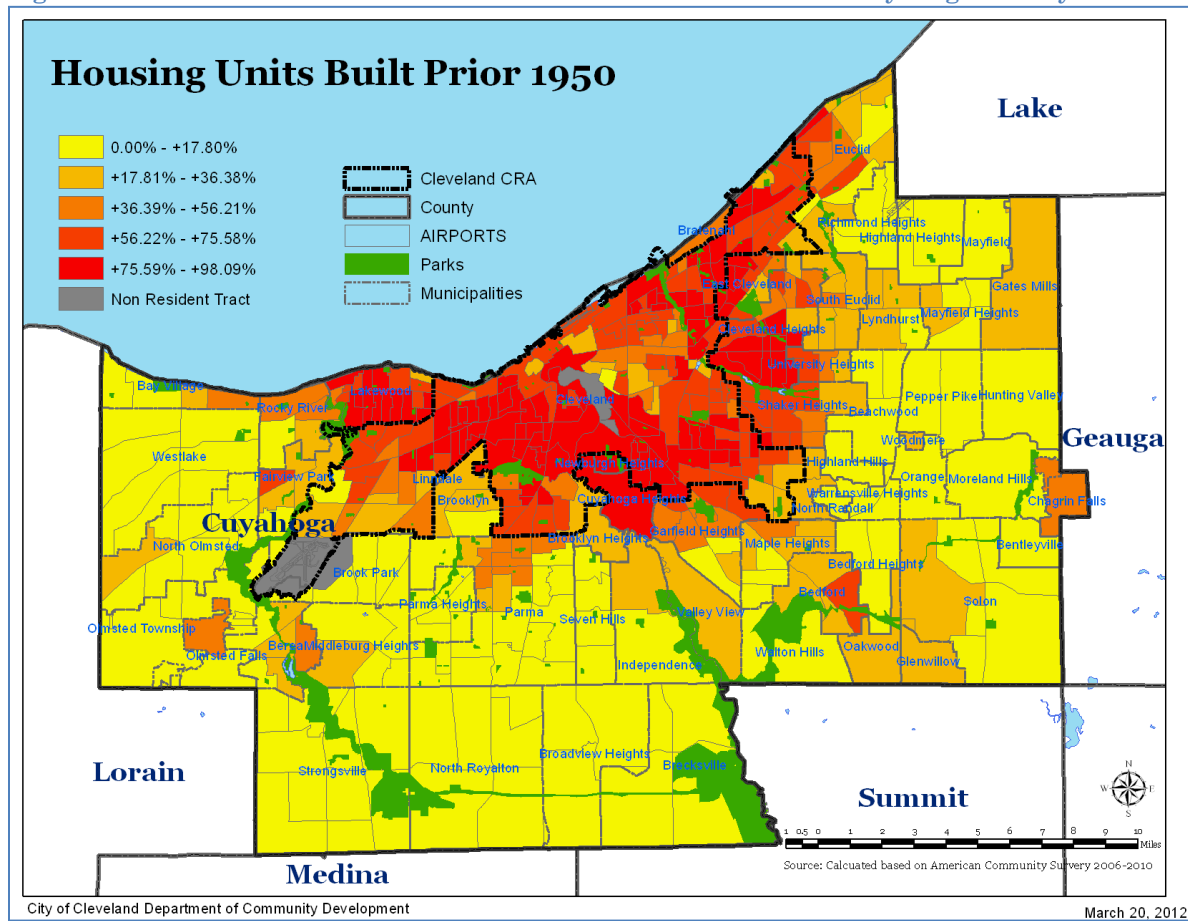 Housing Units Built Prior 1950
0.00% - +17.80%
+17.81% - +36.38%
+36.39% - +56.21%
+56.22% - +75.58%
+75.59% - +98.09%
Non Resident Tract
Cleveland CRA
County
AIRPORTS
Parks
Municipalities
Lake
Euclid
Richmond Heights
Highland Heights
Mayfield
Bratenahl
East Cleveland
Gates Mills
South Euclid
Lyndhurst
Mayfield Heights
Cleveland Heights
University Heights
Bay Village
Lakewood
Rocky River
Cleveland
Shaker Heights
Beachwood
Pepper Pike
Hunting Valley
Geauga
Woodmere
Westlake
Newburgh Heights
Highland Hills
Fairview Park
Linndale
Orange
Moreland Hills
Brooklyn
Cuyahoga Heights
Warrensville Heights
Chagrin Falls
North Randall
Cuyahoga
Garfield Heights
Brooklyn Heights
Maple Heights
Bentleyville
North Olmsted
Brook Park
Bedford Heights
Bedford
Parma Heights
Parma
Solon
Seven Hills
Valley View
Olmsted Township
Olmsted Falls
Berea
Middleburg Heights
Walton Hills
Oakwood
Glenwillow
Independence
Strongsville
North Royalton
Broadview Heights
Brecksville
Lorain
Summit
Medina
N
W
E
S
1 0.5 0 1 2 3 4 5 6 7 8 9 10
Miles
Source: Calcuated based on American Community Survery 2006-2010
City of Cleveland Department of Community Development
March 20, 2012